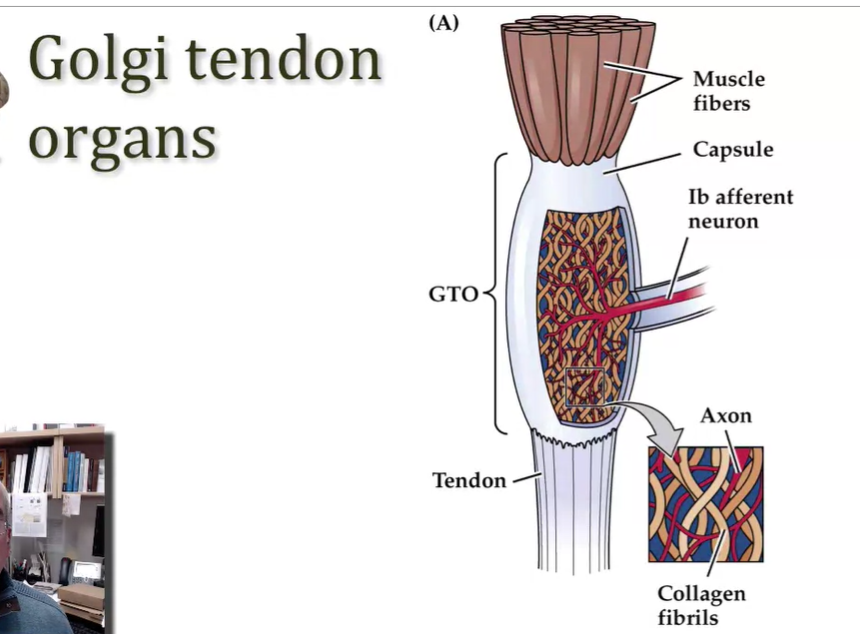 Golgi tendon
organs
(A)
Muscle
fibers
Capsule
Ib afferent
neuron
GTO
Axon
Tendon
Collagen
fibrils